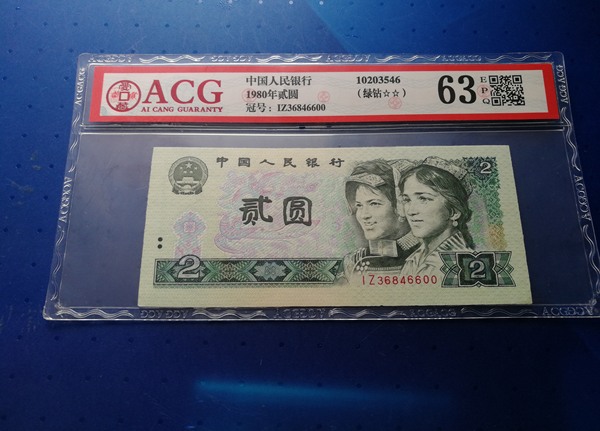 ACG
AI CANG GUARANTY
中国人民银行
1980年贰圆
冠号：IZ36846600
10203546
（绿钻☆☆）
63 EPQ
中国人民银行
2
贰圆
2
IZ36846600
2